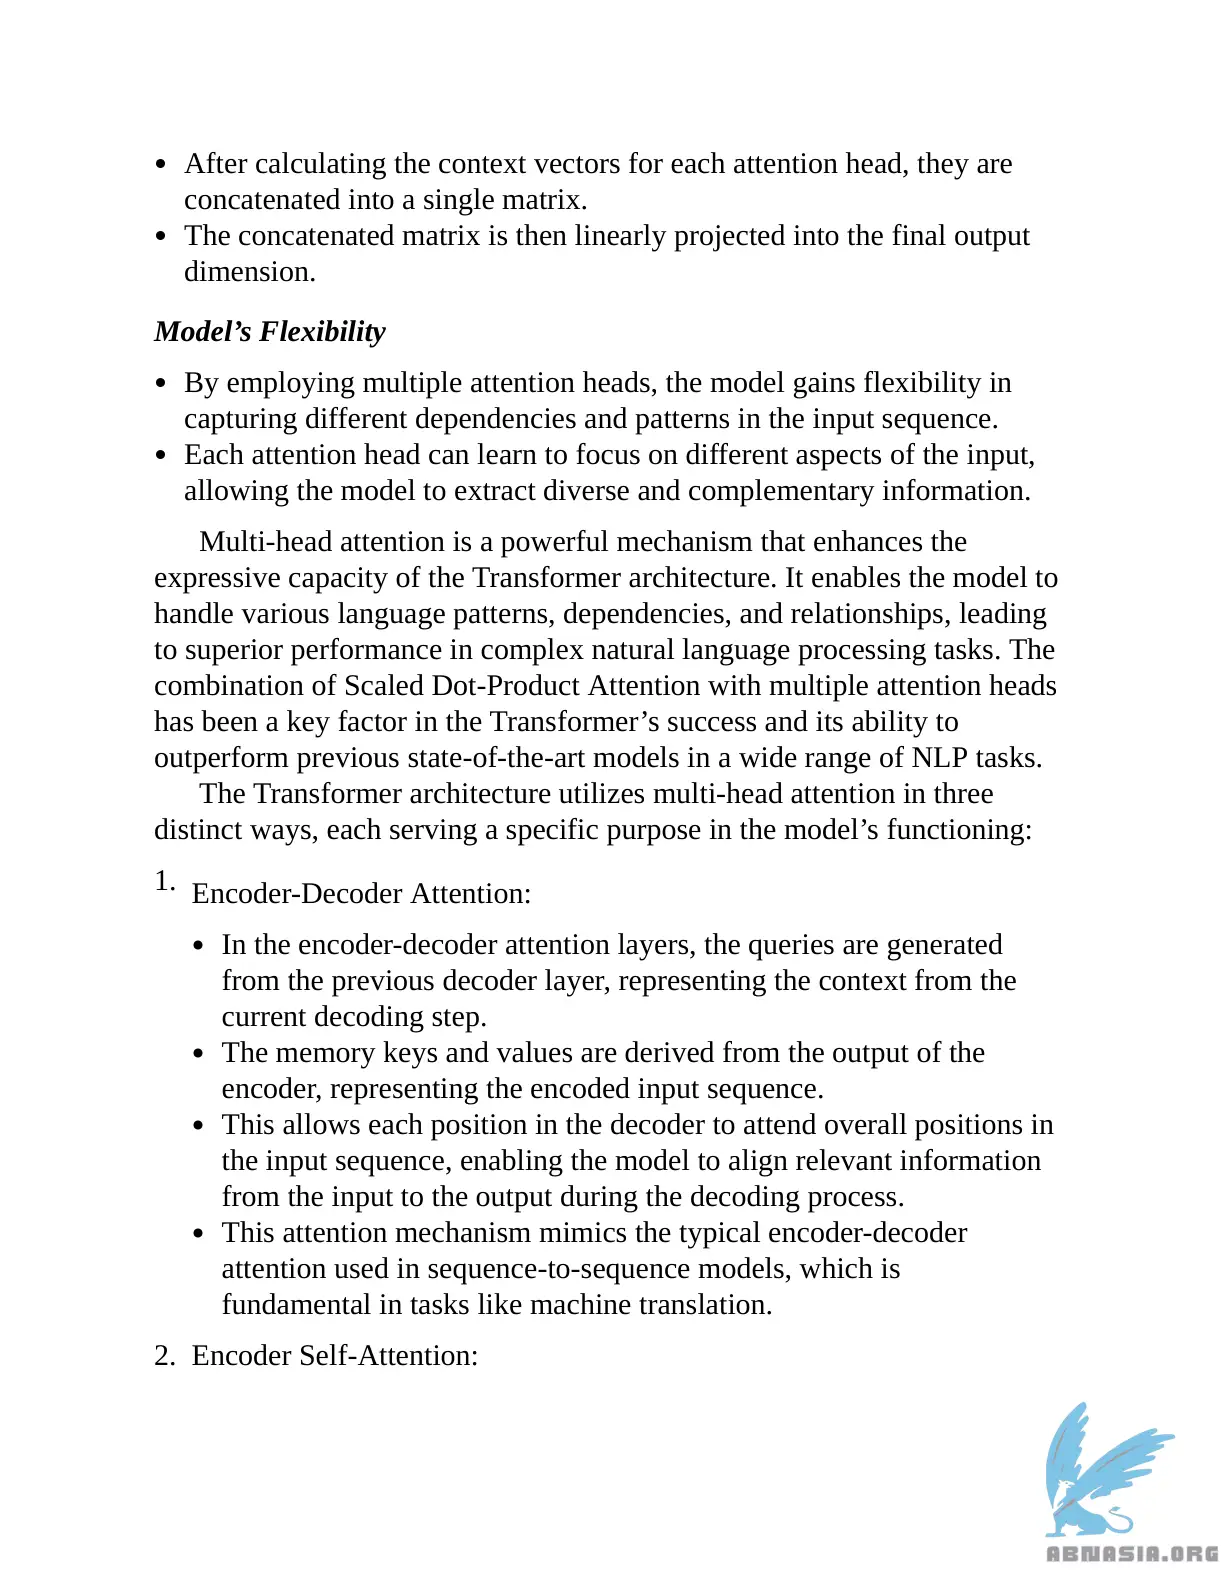 • After calculating the context vectors for each attention head, they are
concatenated into a single matrix.
• The concatenated matrix is then linearly projected into the final output
dimension.
Model’s Flexibility
• By employing multiple attention heads, the model gains flexibility in
capturing different dependencies and patterns in the input sequence.
• Each attention head can learn to focus on different aspects of the input,
allowing the model to extract diverse and complementary information.
Multi-head attention is a powerful mechanism that enhances the
expressive capacity of the Transformer architecture. It enables the model to
handle various language patterns, dependencies, and relationships, leading
to superior performance in complex natural language processing tasks. The
combination of Scaled Dot-Product Attention with multiple attention heads
has been a key factor in the Transformer’s success and its ability to
outperform previous state-of-the-art models in a wide range of NLP tasks.
The Transformer architecture utilizes multi-head attention in three
distinct ways, each serving a specific purpose in the model’s functioning:
1. Encoder-Decoder Attention:
• In the encoder-decoder attention layers, the queries are generated
from the previous decoder layer, representing the context from the
current decoding step.
• The memory keys and values are derived from the output of the
encoder, representing the encoded input sequence.
• This allows each position in the decoder to attend overall positions in
the input sequence, enabling the model to align relevant information
from the input to the output during the decoding process.
• This attention mechanism mimics the typical encoder-decoder
attention used in sequence-to-sequence models, which is
fundamental in tasks like machine translation.
2. Encoder Self-Attention:
ABNASIA.ORG